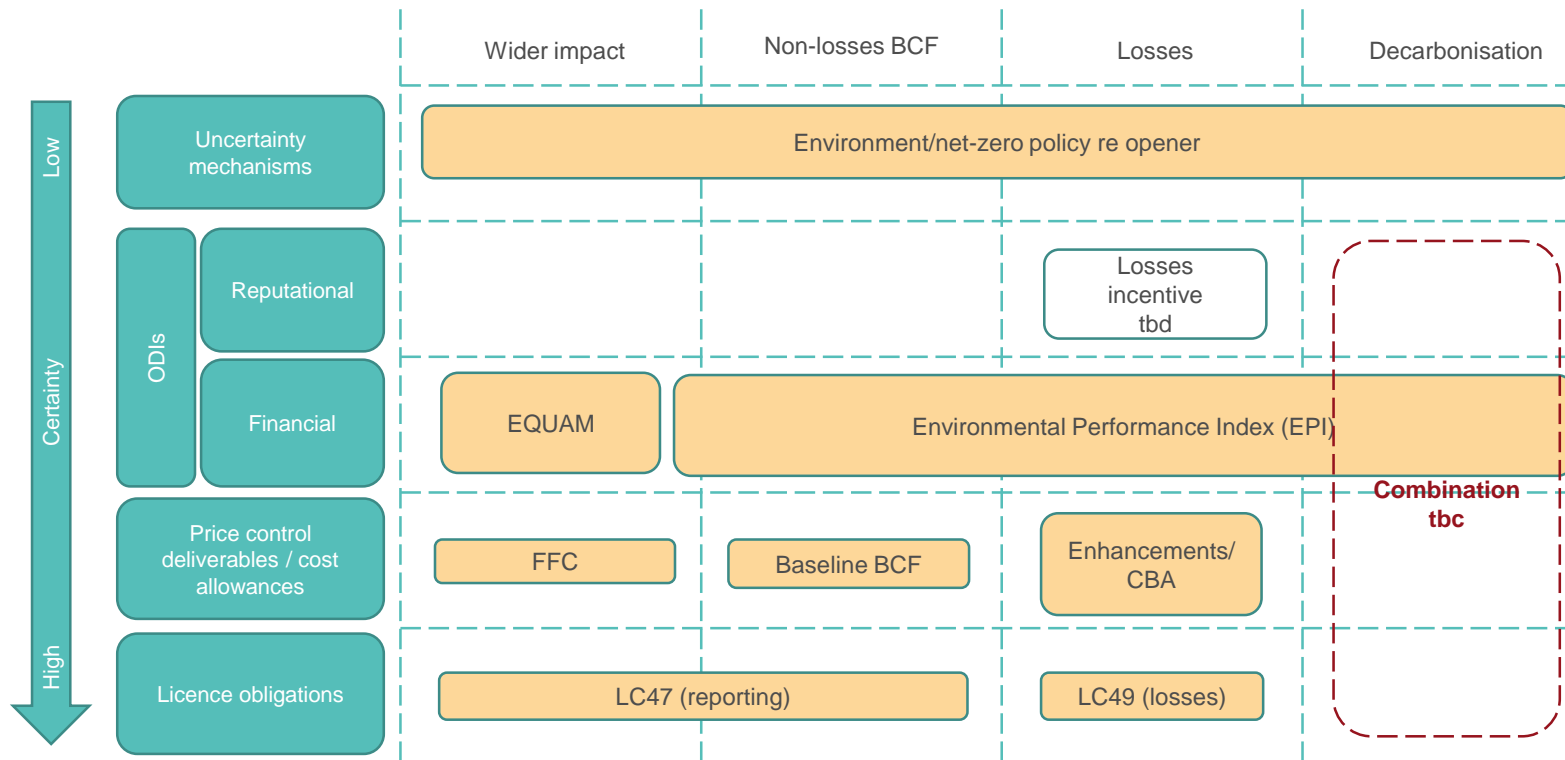 Wider impact
Non-losses BCF
Losses
Decarbonisation
Low
Certainty
High
Uncertainty
mechanisms
Environment/net-zero policy re opener
ODIs
Reputational
Losses
incentive
tbd
Financial
EQUAM
Environmental Performance Index (EPI)
Combination
tbc
Price control
deliverables / cost
allowances
FFC
Baseline BCF
Enhancements/
CBA
Licence obligations
LC47 (reporting)
LC49 (losses)